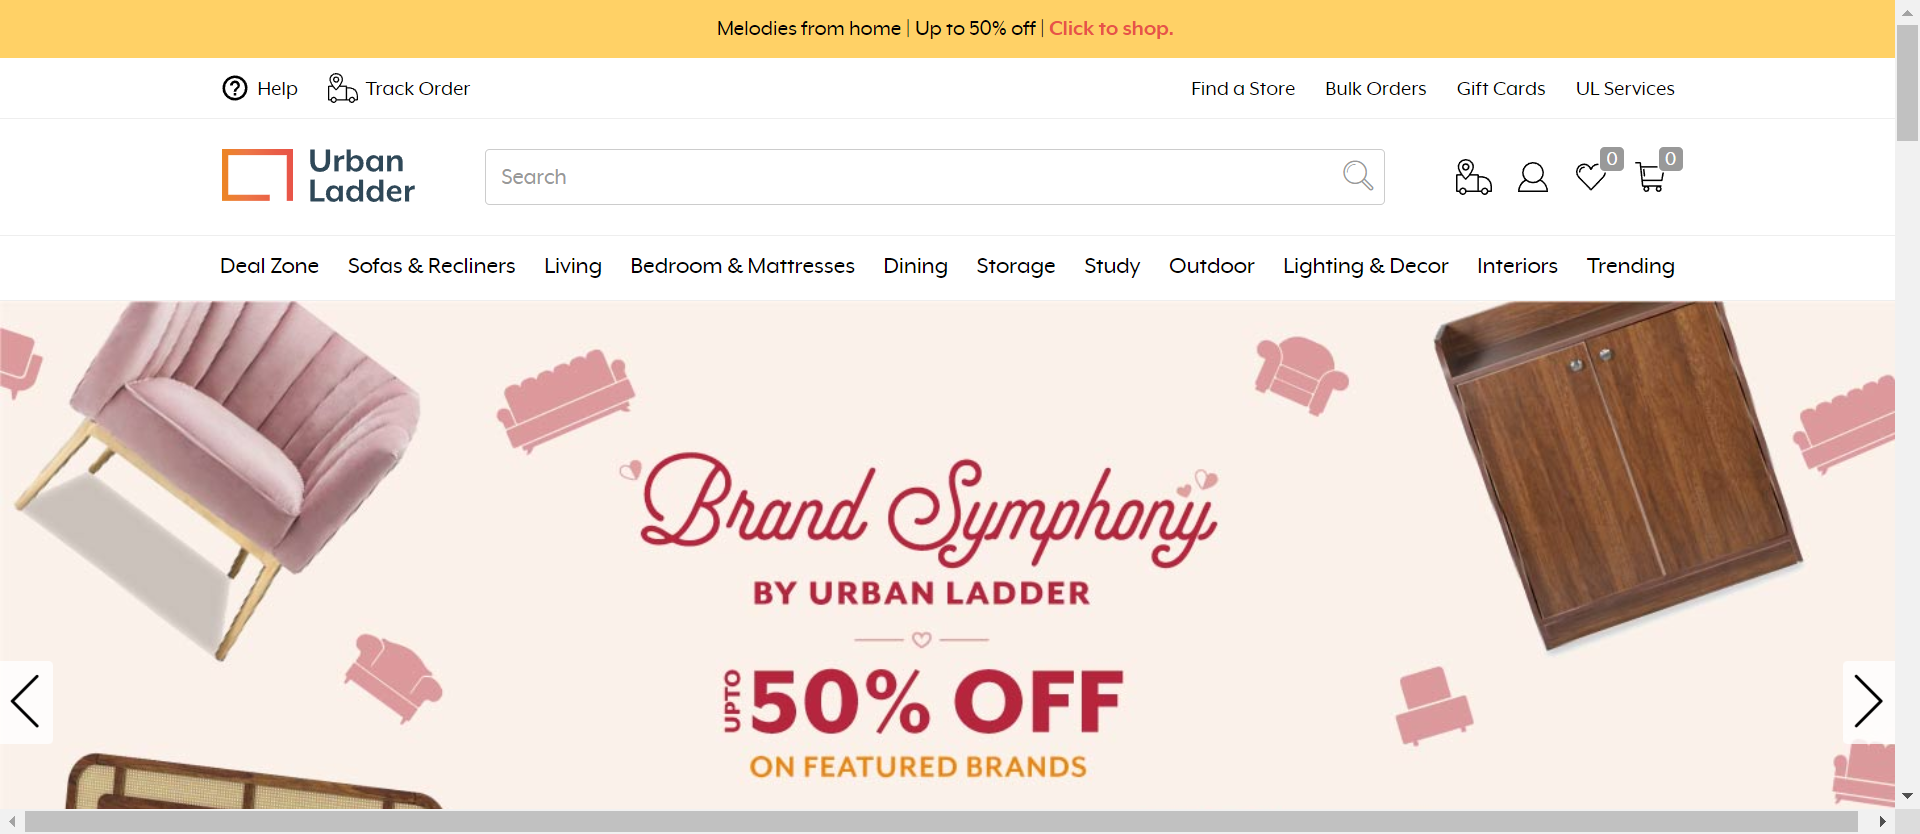 Melodies from home | Up to 50% off | Click to shop.
Help Track Order Find a Store Bulk Orders Gift Cards UL Services
Urban
Ladder
Search
0 0
Deal Zone Sofas & Recliners Living Bedroom & Mattresses Dining Storage Study Outdoor Lighting & Decor Interiors Trending
Brand Symphony
BY URBAN LADDER
UPTO 50% OFF
ON FEATURED BRANDS